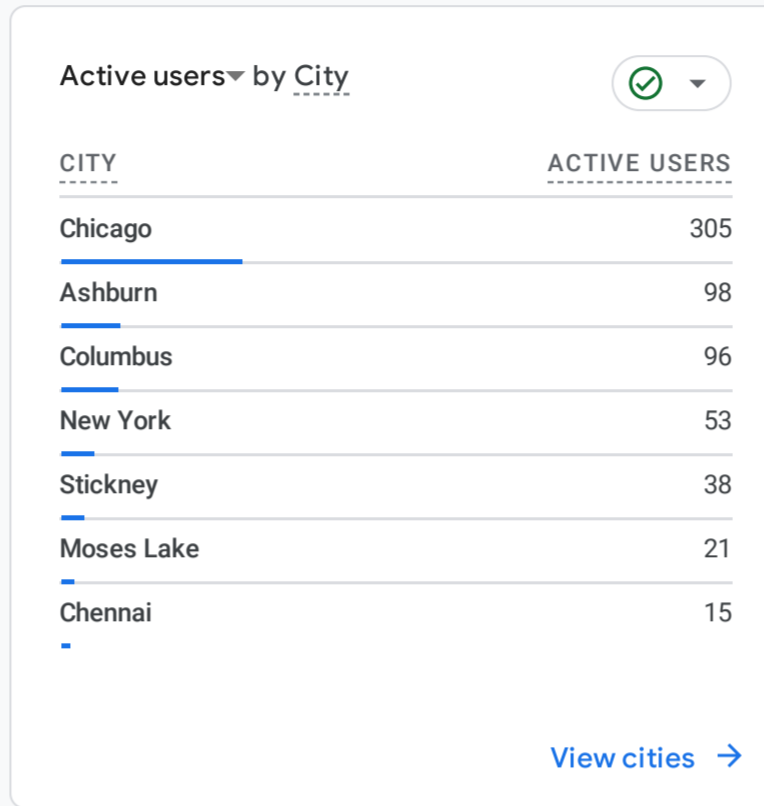 Active users by City
CITY ACTIVE USERS
Chicago 305
Ashburn 98
Columbus 96
New York 53
Stickney 38
Moses Lake 21
Chennai 15
View cities